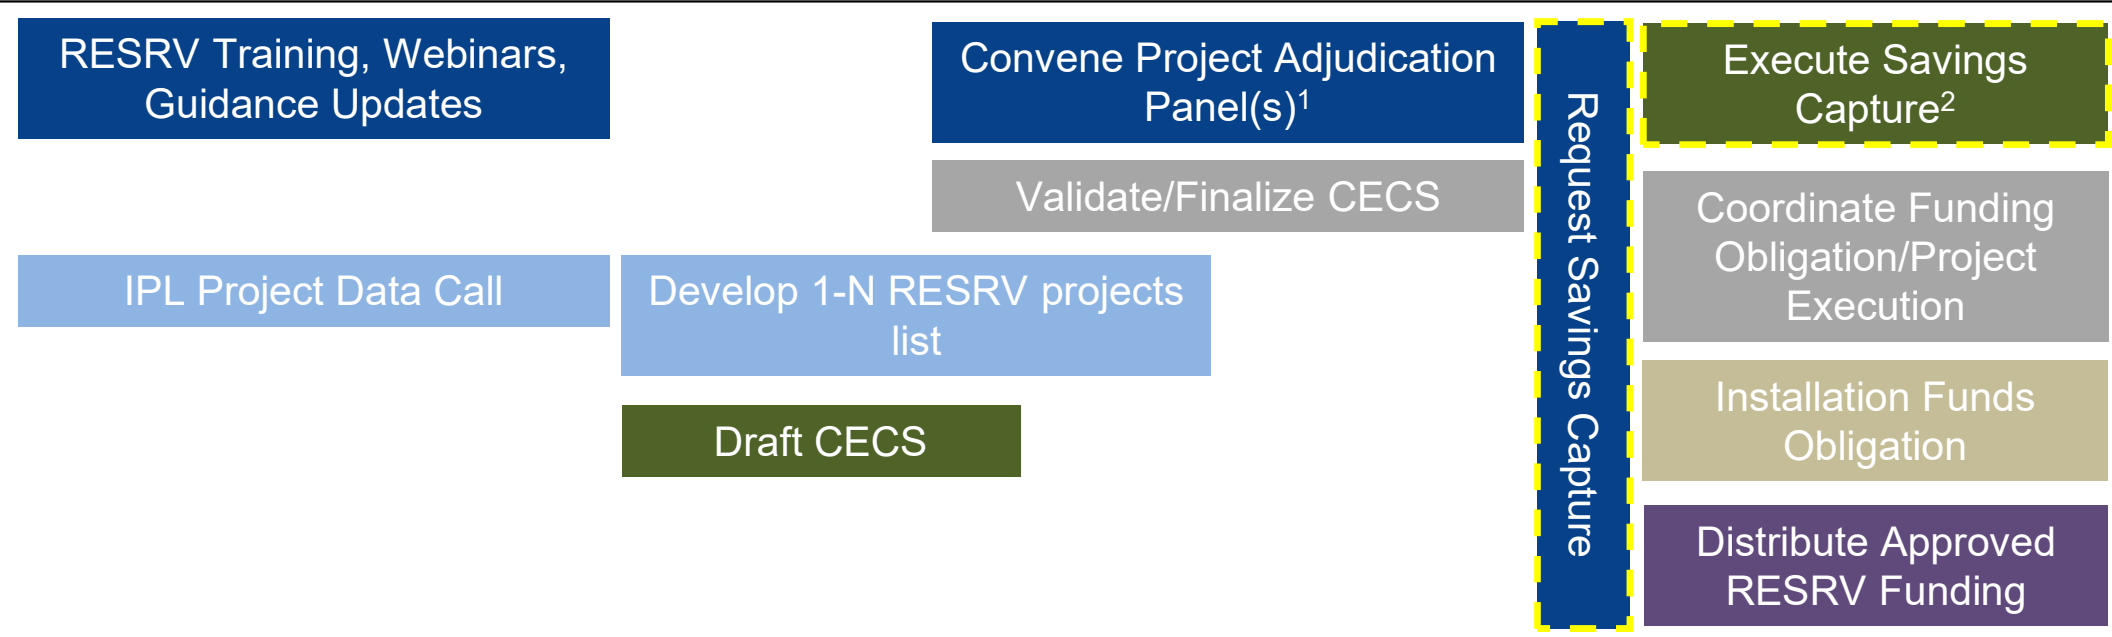 RESRV Training, Webinars,
Guidance Updates
Convene Project Adjudication
Panel(s)1
Validate/Finalize CECS
IPL Project Data Call
Develop 1-N RESRV projects
list
Draft CECS
Request Savings Capture
Execute Savings
Capture2
Coordinate Funding
Obligation/Project
Execution
Installation Funds
Obligation
Distribute Approved
RESRV Funding